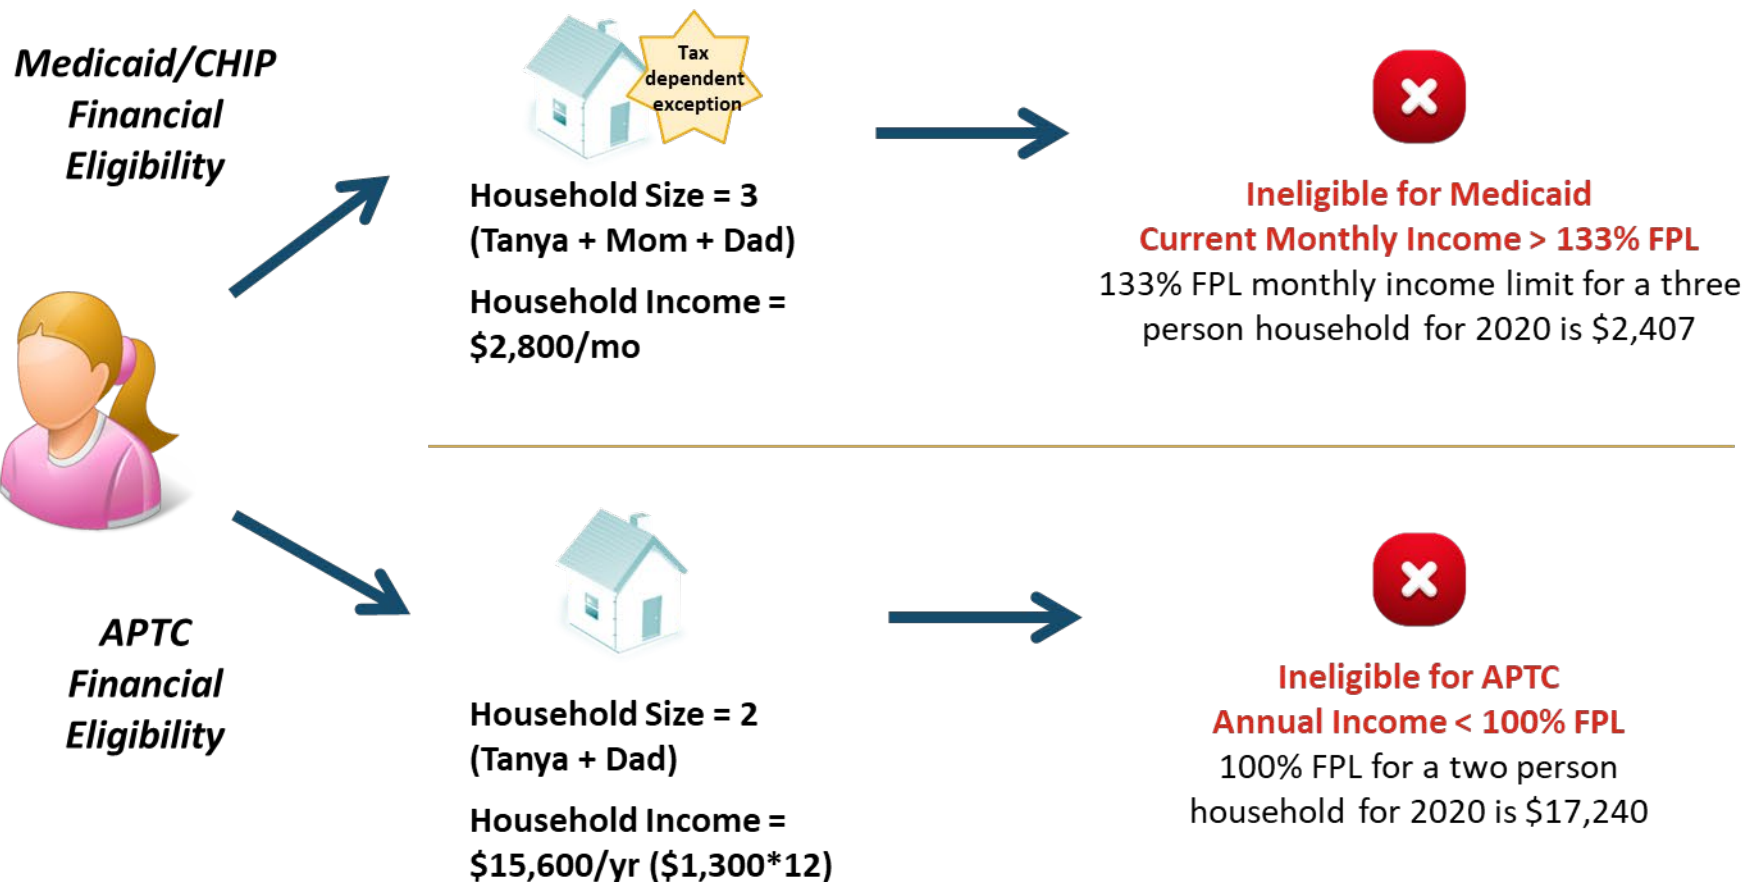 Medicaid/CHIP
Financial
Eligibility
Tax
dependent
exception
Household Size = 3
(Tanya + Mom + Dad)
Household Income =
$2,800/mo
Ineligible for Medicaid
Current Monthly Income > 133% FPL
133% FPL monthly income limit for a three
person household for 2020 is $2,407
APTC
Financial
Eligibility
Household Size = 2
(Tanya + Dad)
Household Income =
$15,600/yr ($1,300*12)
Ineligible for APTC
Annual Income < 100% FPL
100% FPL for a two person
household for 2020 is $17,240